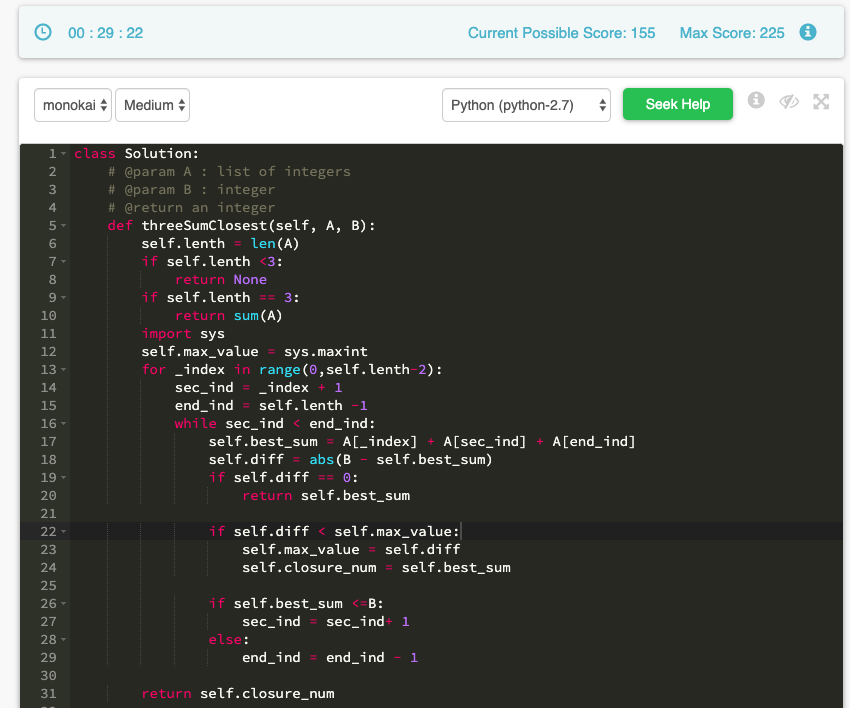 00 : 29 : 22 Current Possible Score: 155 Max Score: 225
monokai Medium Python (python-2.7) Seek Help
1 class Solution:
2     # @param A : list of integers
3     # @param B : integer
4     # @return an integer
5     def threeSumClosest(self, A, B):
6         self.lenth = len(A)
7         if self.lenth <3:
8             return None
9         if self.lenth == 3:
10             return sum(A)
11         import sys
12         self.max_value = sys.maxint
13         for _index in range(0,self.lenth-2):
14             sec_ind = _index + 1
15             end_ind = self.lenth -1
16             while sec_ind < end_ind:
17                 self.best_sum = A[_index] + A[sec_ind] + A[end_ind]
18                 self.diff = abs(B - self.best_sum)
19                 if self.diff == 0:
20                     return self.best_sum
21
22                 if self.diff < self.max_value:
23                     self.max_value = self.diff
24                     self.closure_num = self.best_sum
25
26                 if self.best_sum <=B:
27                     sec_ind = sec_ind+ 1
28                 else:
29                     end_ind = end_ind - 1
30
31         return self.closure_num